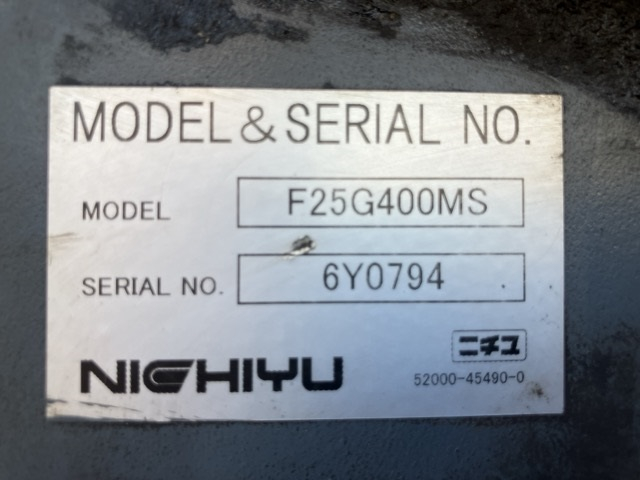 MODEL & SERIAL NO.
MODEL F25G400MS
SERIAL NO. 6Y0794
ニチユ
NICHIYU 52000-45490-0